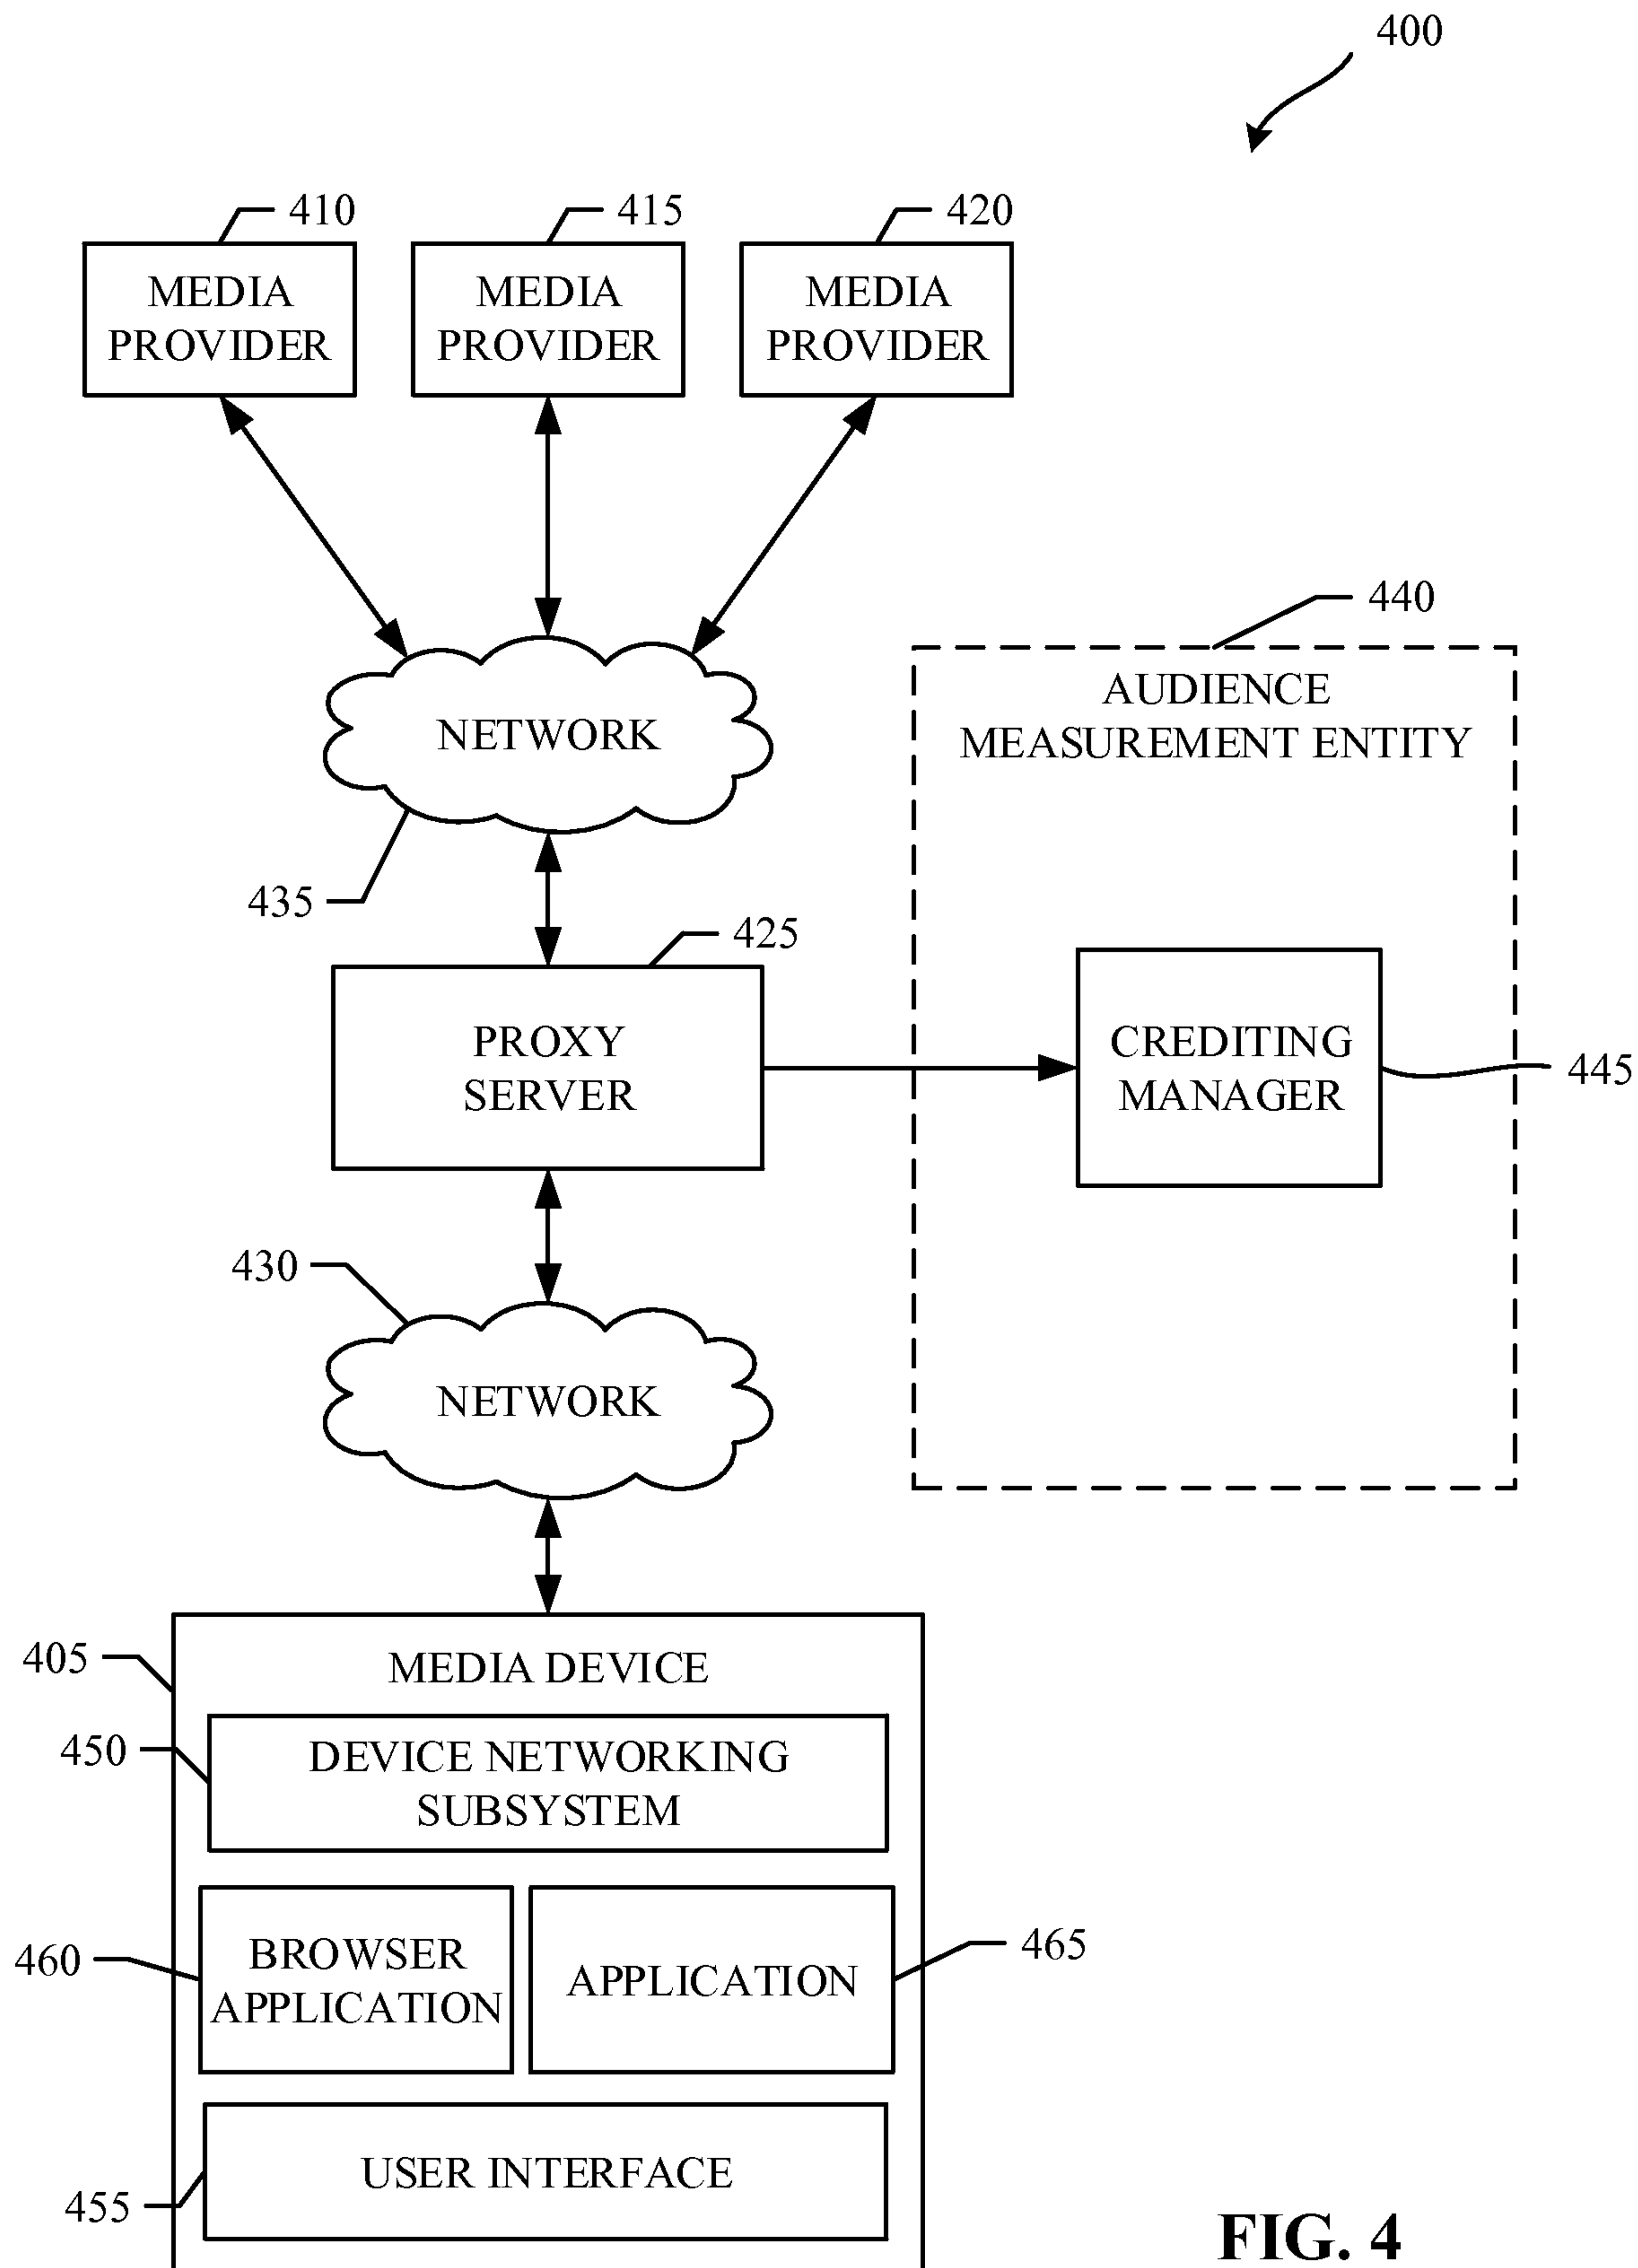 400
410
415
420
MEDIA
PROVIDER
MEDIA
PROVIDER
MEDIA
PROVIDER
440
AUDIENCE
MEASUREMENT ENTITY
NETWORK
435
425
PROXY
SERVER
CREDITING
MANAGER
445
430
NETWORK
405
MEDIA DEVICE
450
DEVICE NETWORKING
SUBSYSTEM
460
BROWSER
APPLICATION
APPLICATION
465
USER INTERFACE
455
FIG. 4